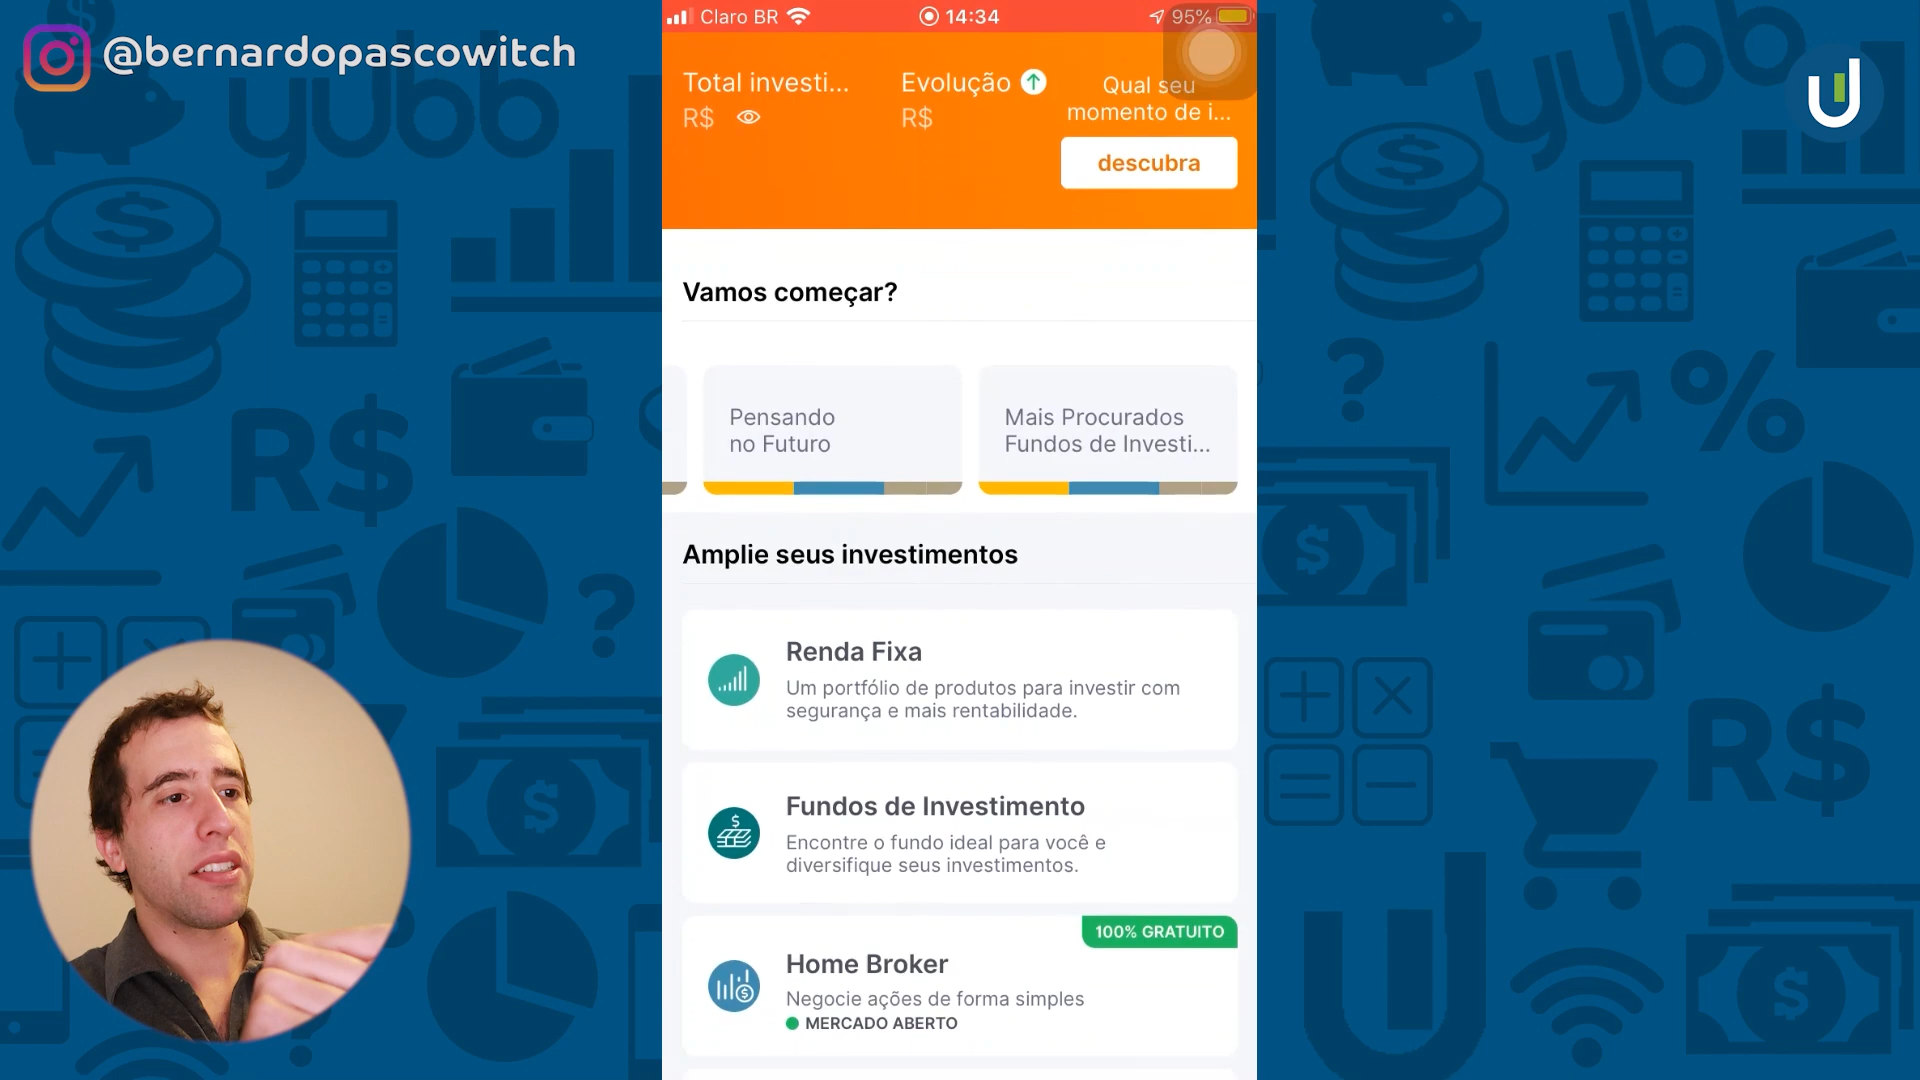 @bernardopascowitch
Claro BR
14:34
95%
Total investi...
R$
Evolução
R$
Qual seu
momento de i...
descubra
Vamos começar?
Pensando
no Futuro
Mais Procurados
Fundos de Investi...
Amplie seus investimentos
Renda Fixa
Um portfólio de produtos para investir com
segurança e mais rentabilidade.
Fundos de Investimento
Encontre o fundo ideal para você e
diversifique seus investimentos.
100% GRATUITO
Home Broker
Negocie ações de forma simples
MERCADO ABERTO
yubb
yubb
R$
R$